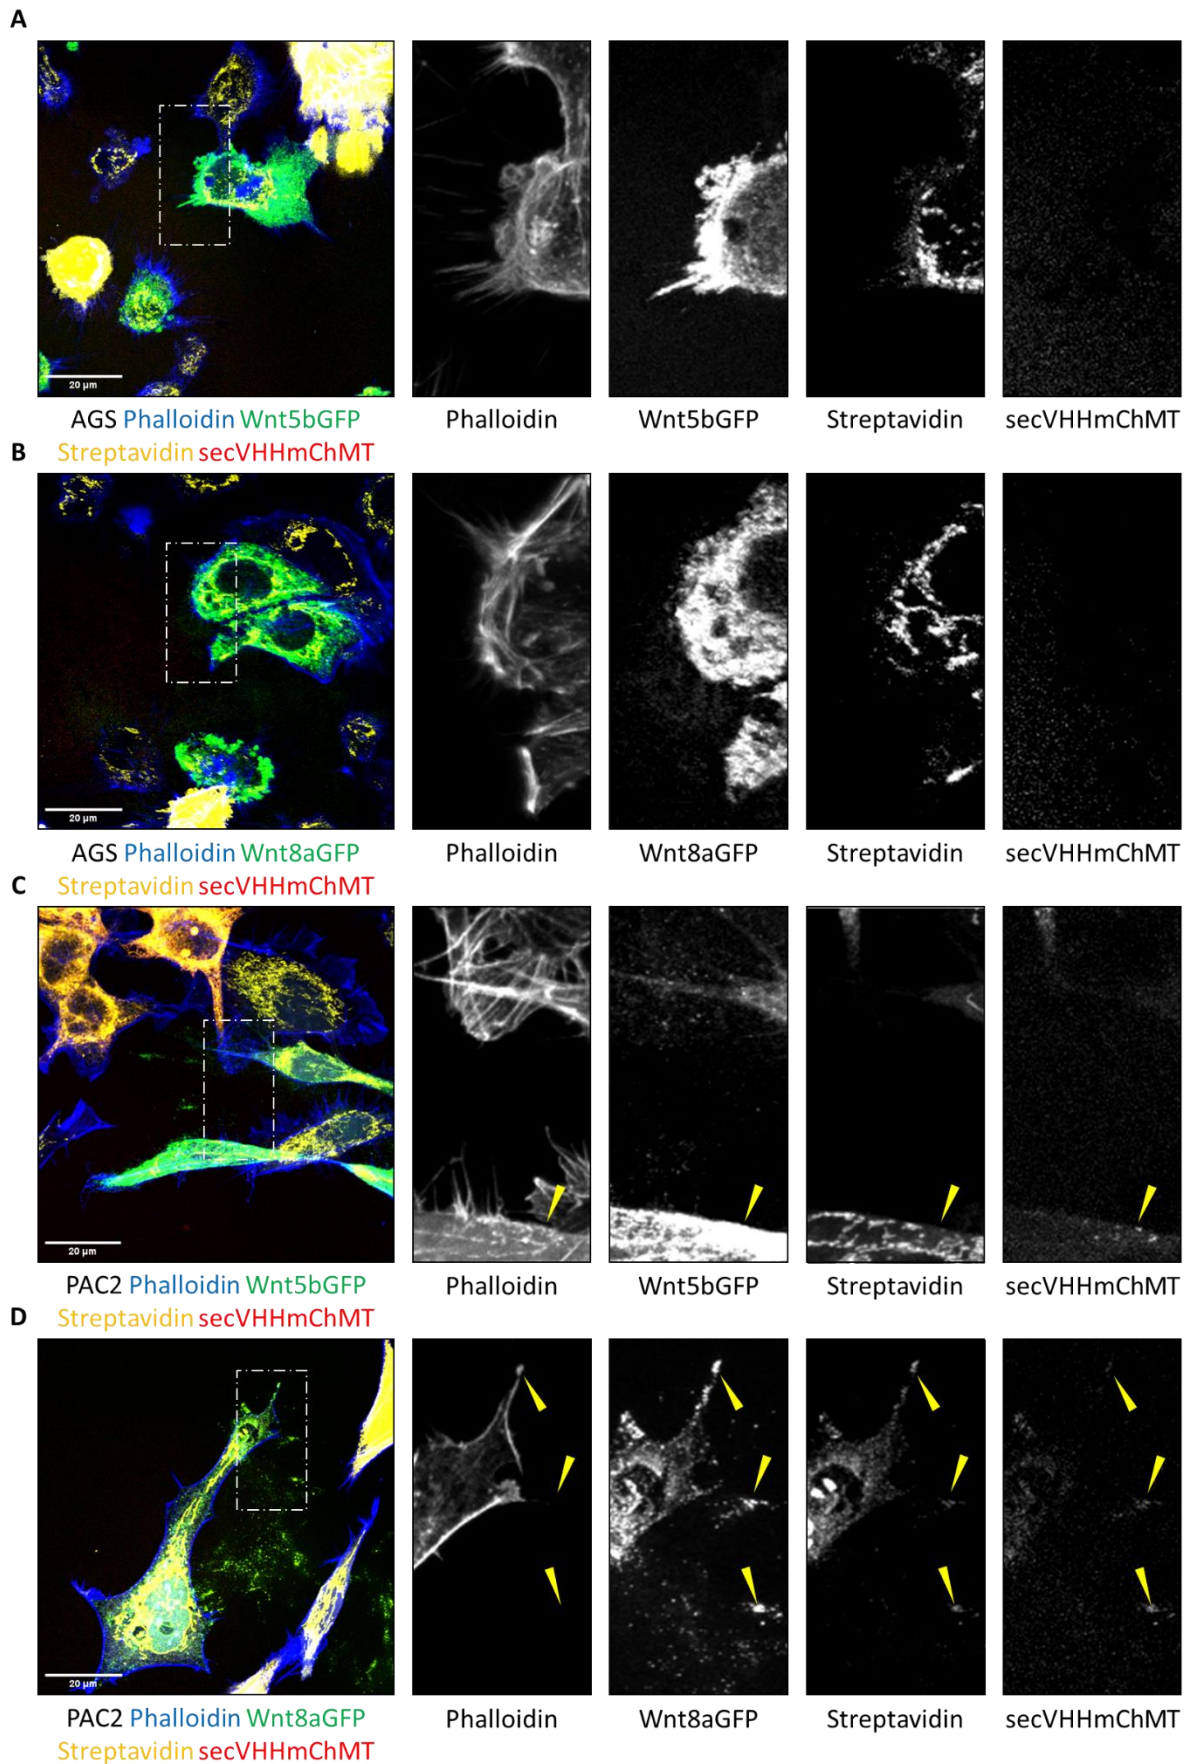 A
20 µm
AGS Phalloidin Wnt5bGFP
Streptavidin secVHHmChMT
Phalloidin
Wnt5bGFP
Streptavidin
secVHHmChMT
B
20 µm
AGS Phalloidin Wnt8aGFP
Streptavidin secVHHmChMT
Phalloidin
Wnt8aGFP
Streptavidin
secVHHmChMT
C
20 µm
PAC2 Phalloidin Wnt5bGFP
Streptavidin secVHHmChMT
Phalloidin
Wnt5bGFP
Streptavidin
secVHHmChMT
D
20 µm
PAC2 Phalloidin Wnt8aGFP
Streptavidin secVHHmChMT
Phalloidin
Wnt8aGFP
Streptavidin
secVHHmChMT